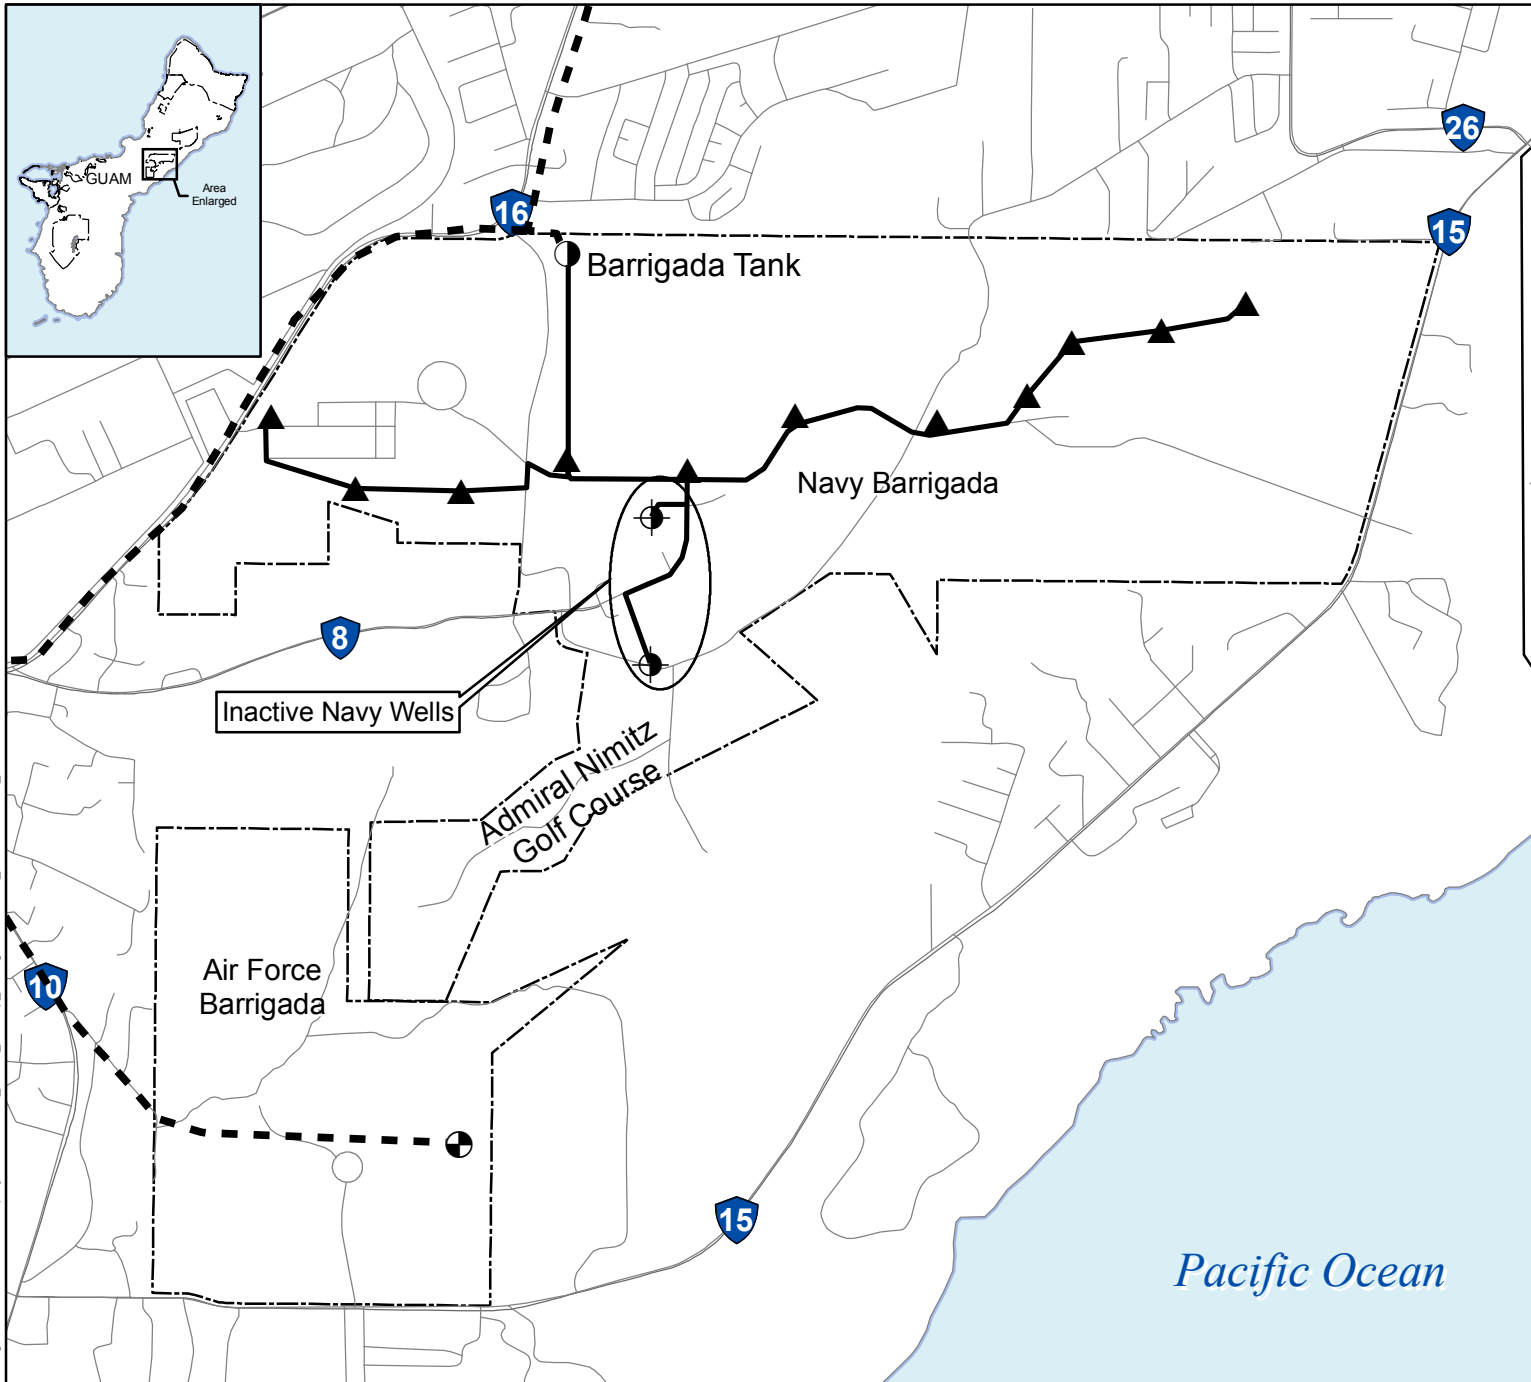 GUAM
Area
Enlarged
26
16
15
Barrigada Tank
Navy Barrigada
8
Inactive Navy Wells
Admiral Nimitz
Golf Course
Air Force
Barrigada
10
15
Pacific Ocean